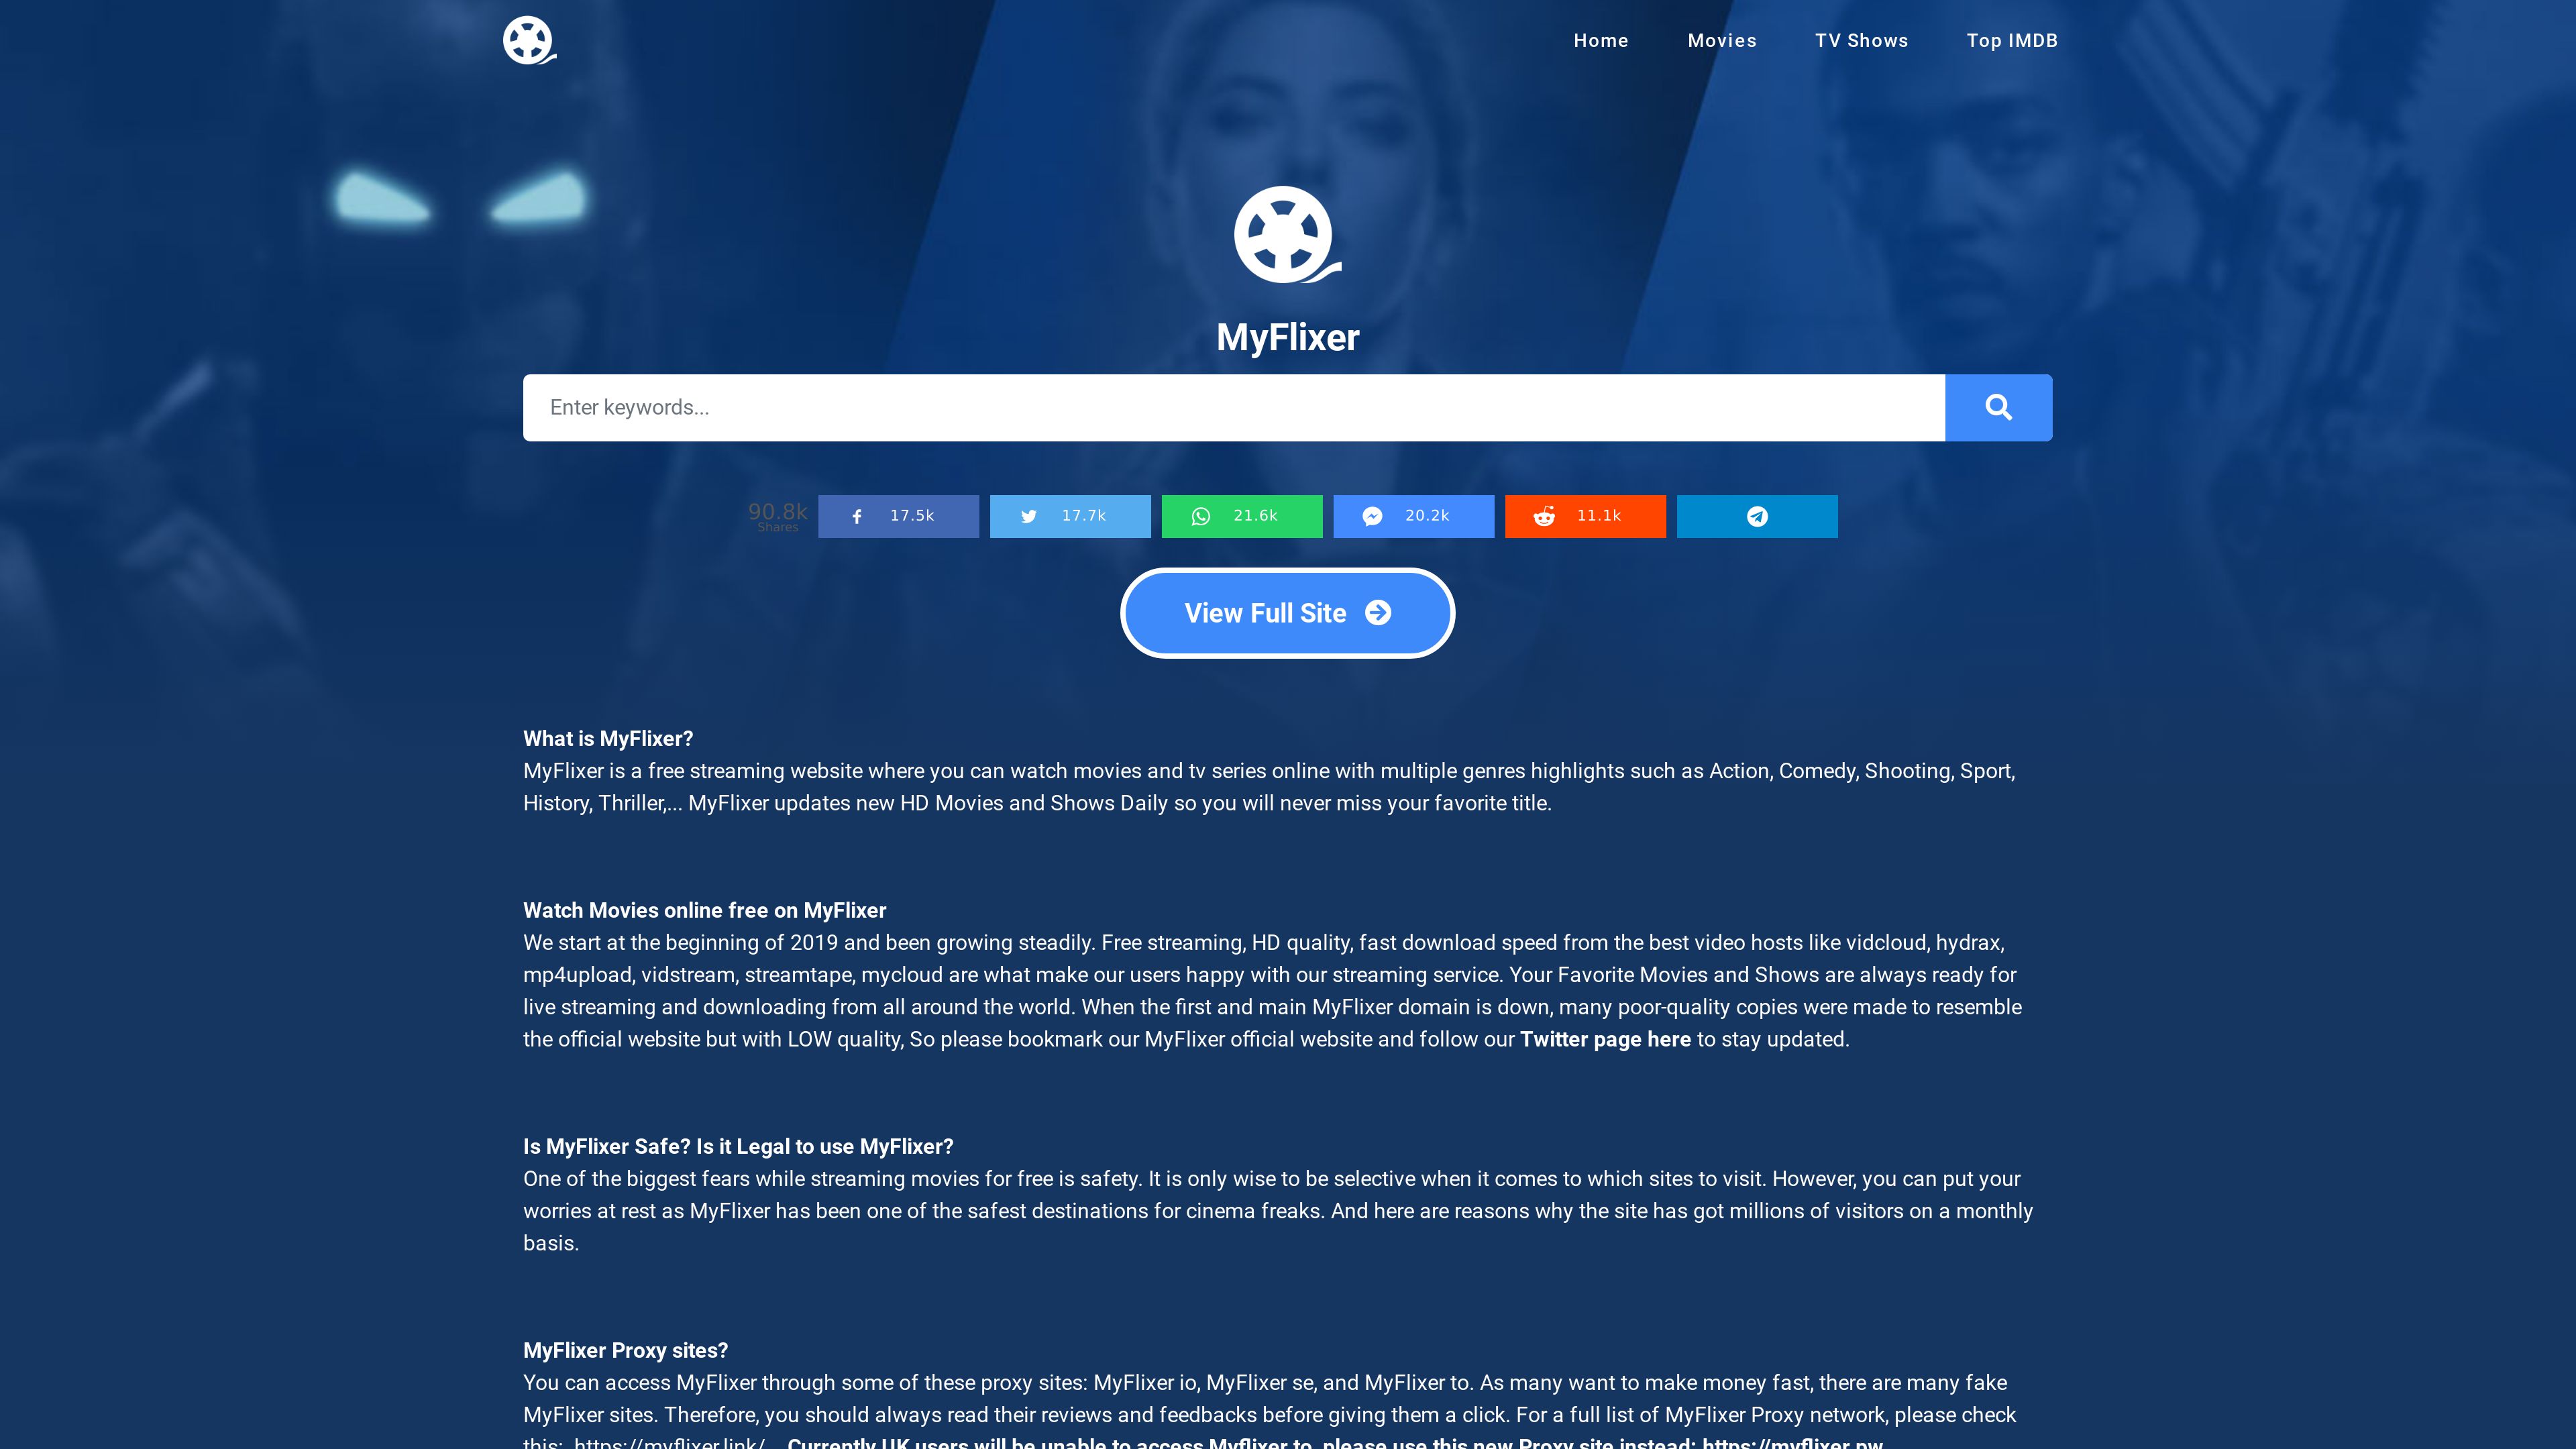 Home Movies TV Shows Top IMDB
MyFlixer
Enter keywords...
90.8k
Shares
17.5k 17.7k 21.6k 20.2k 11.1k
View Full Site
What is MyFlixer?
MyFlixer is a free streaming website where you can watch movies and tv series online with multiple genres highlights such as Action, Comedy, Shooting, Sport,
History, Thriller,... MyFlixer updates new HD Movies and Shows Daily so you will never miss your favorite title.
Watch Movies online free on MyFlixer
We start at the beginning of 2019 and been growing steadily. Free streaming, HD quality, fast download speed from the best video hosts like vidcloud, hydrax,
mp4upload, vidstream, streamtape, mycloud are what make our users happy with our streaming service. Your Favorite Movies and Shows are always ready for
live streaming and downloading from all around the world. When the first and main MyFlixer domain is down, many poor-quality copies were made to resemble
the official website but with LOW quality, So please bookmark our MyFlixer official website and follow our Twitter page here to stay updated.
Is MyFlixer Safe? Is it Legal to use MyFlixer?
One of the biggest fears while streaming movies for free is safety. It is only wise to be selective when it comes to which sites to visit. However, you can put your
worries at rest as MyFlixer has been one of the safest destinations for cinema freaks. And here are reasons why the site has got millions of visitors on a monthly
basis.
MyFlixer Proxy sites?
You can access MyFlixer through some of these proxy sites: MyFlixer io, MyFlixer se, and MyFlixer to. As many want to make money fast, there are many fake
MyFlixer sites. Therefore, you should always read their reviews and feedbacks before giving them a click. For a full list of MyFlixer Proxy network, please check
this: https://myflixer.link/ Currently UK users will be unable to access Myflixer.to, please use this new Proxy site instead: https://myflixer.pw